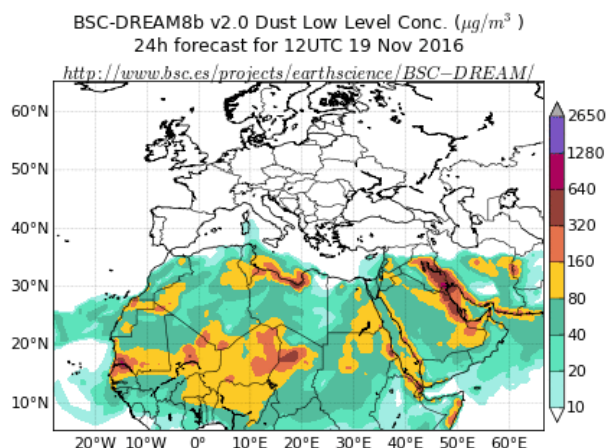 BSC-DREAM8b v2.0 Dust Low Level Conc. (μg/m³ )
24h forecast for 12UTC 19 Nov 2016
http://www.bsc.es/projects/earthscience/BSC−DREAM/
60°N
50°N
40°N
30°N
20°N
10°N
20°W 10°W 0° 10°E 20°E 30°E 40°E 50°E 60°E
2650
1280
640
320
160
80
40
20
10